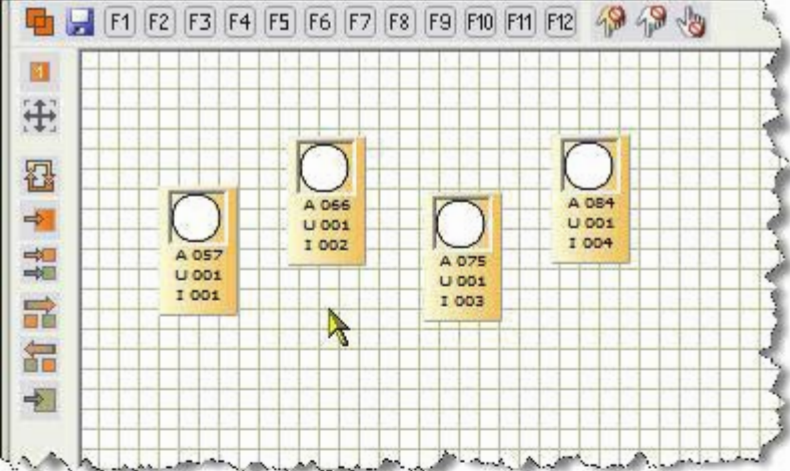 F1 F2 F3 F4 F5 F6 F7 F8 F9 F10 F11 F12
1
A 057
U 001
I 001
A 066
U 001
I 002
A 075
U 001
I 003
A 084
U 001
I 004